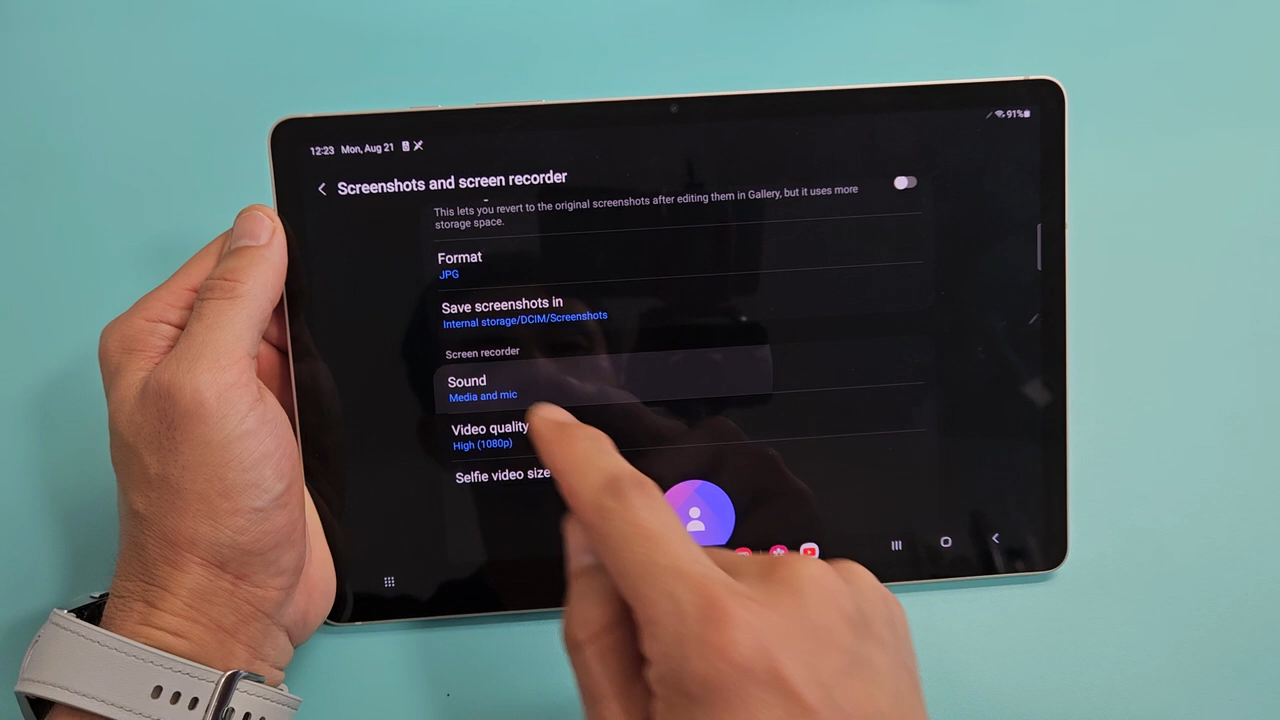 12:23 Mon, Aug 21
91%
Screenshots and screen recorder
This lets you revert to the original screenshots after editing them in Gallery, but it uses more
storage space.
Format
JPG
Save screenshots in
Internal storage/DCIM/Screenshots
Screen recorder
Sound
Media and mic
Video quality
High (1080p)
Selfie video size